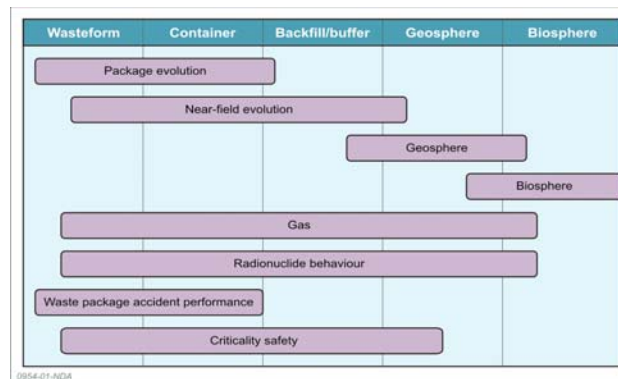 Wasteform Container Backfill/buffer Geosphere Biosphere
Package evolution
Near-field evolution
Geosphere
Biosphere
Gas
Radionuclide behaviour
Waste package accident performance
Criticality safety
0954-01-NDA